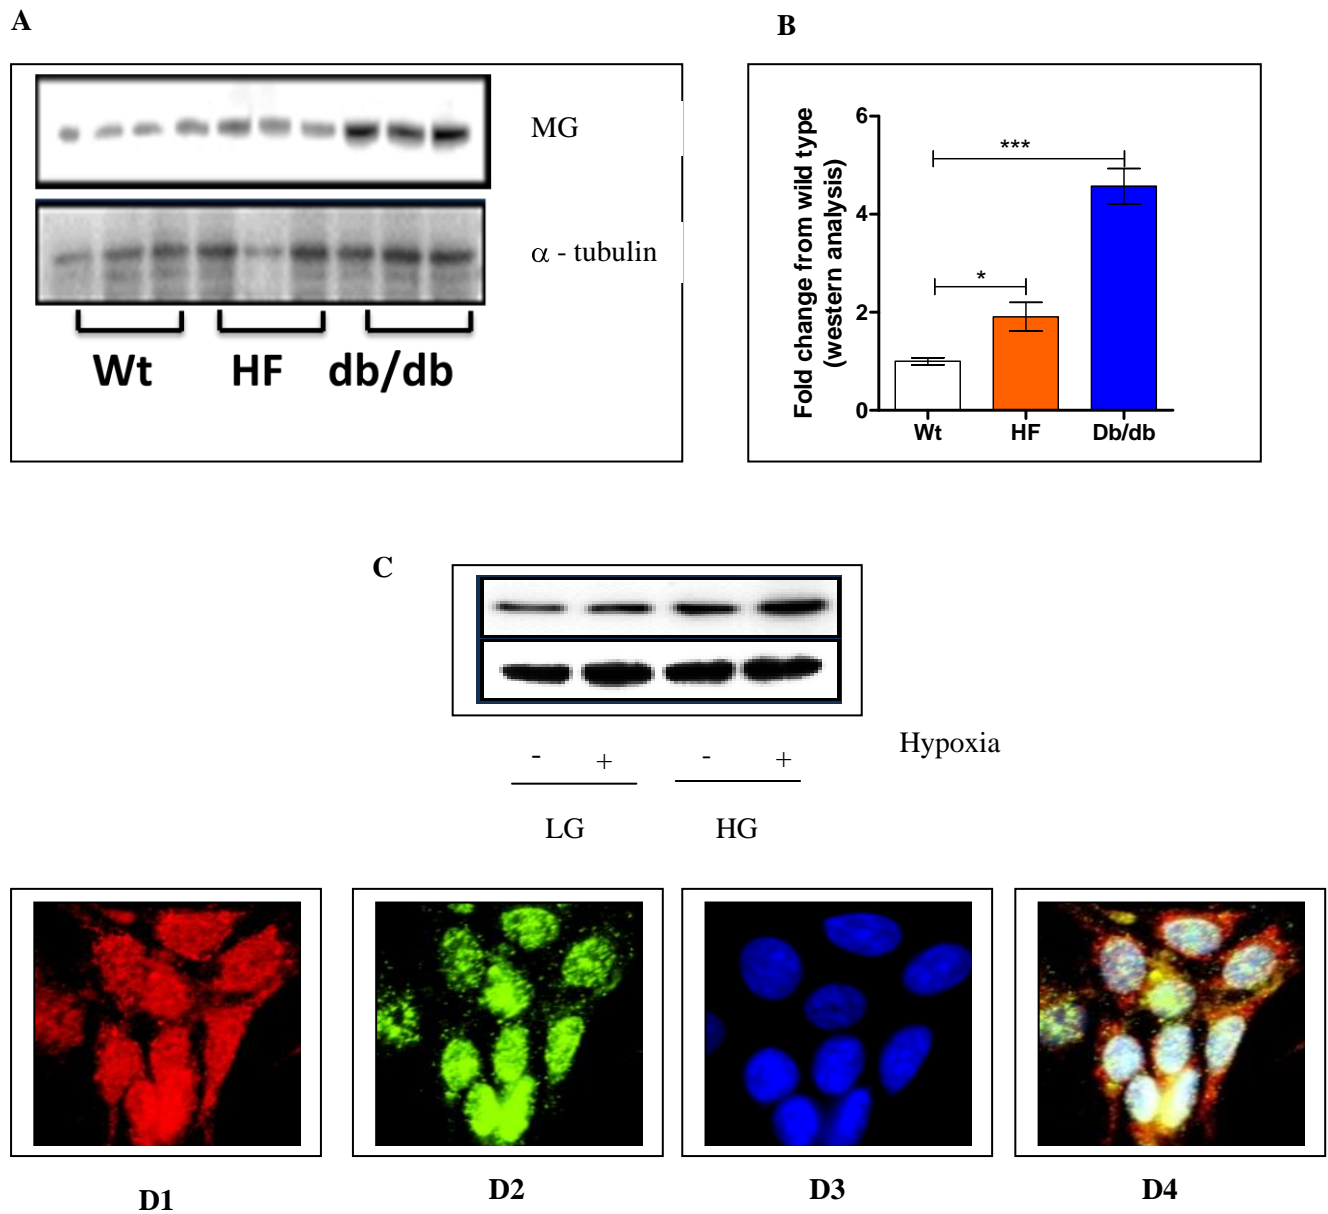 A
B
MG
α - tubulin
Wt HF db/db
Fold change from wild type
(western analysis)
6
4
2
0
***
*
Wt HF Db/db
C
- + - +
Hypoxia
LG HG
D1 D2 D3 D4